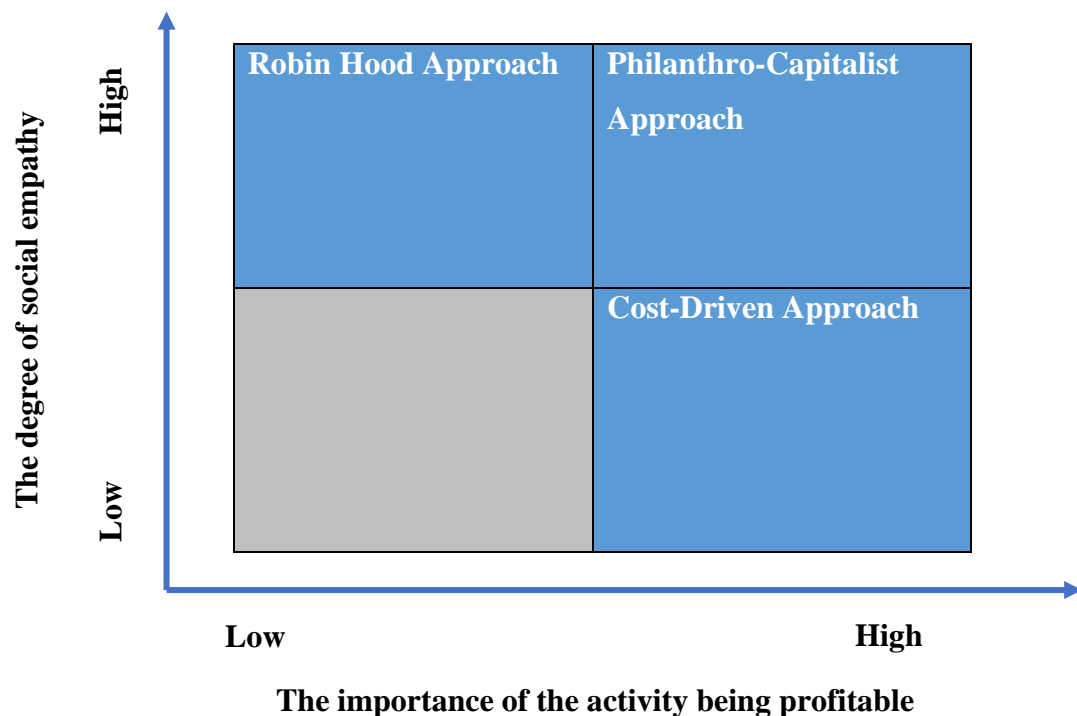 Robin Hood Approach
Philanthro-Capitalist
Approach
Cost-Driven Approach
The degree of social empathy
High
Low
Low
High
The importance of the activity being profitable